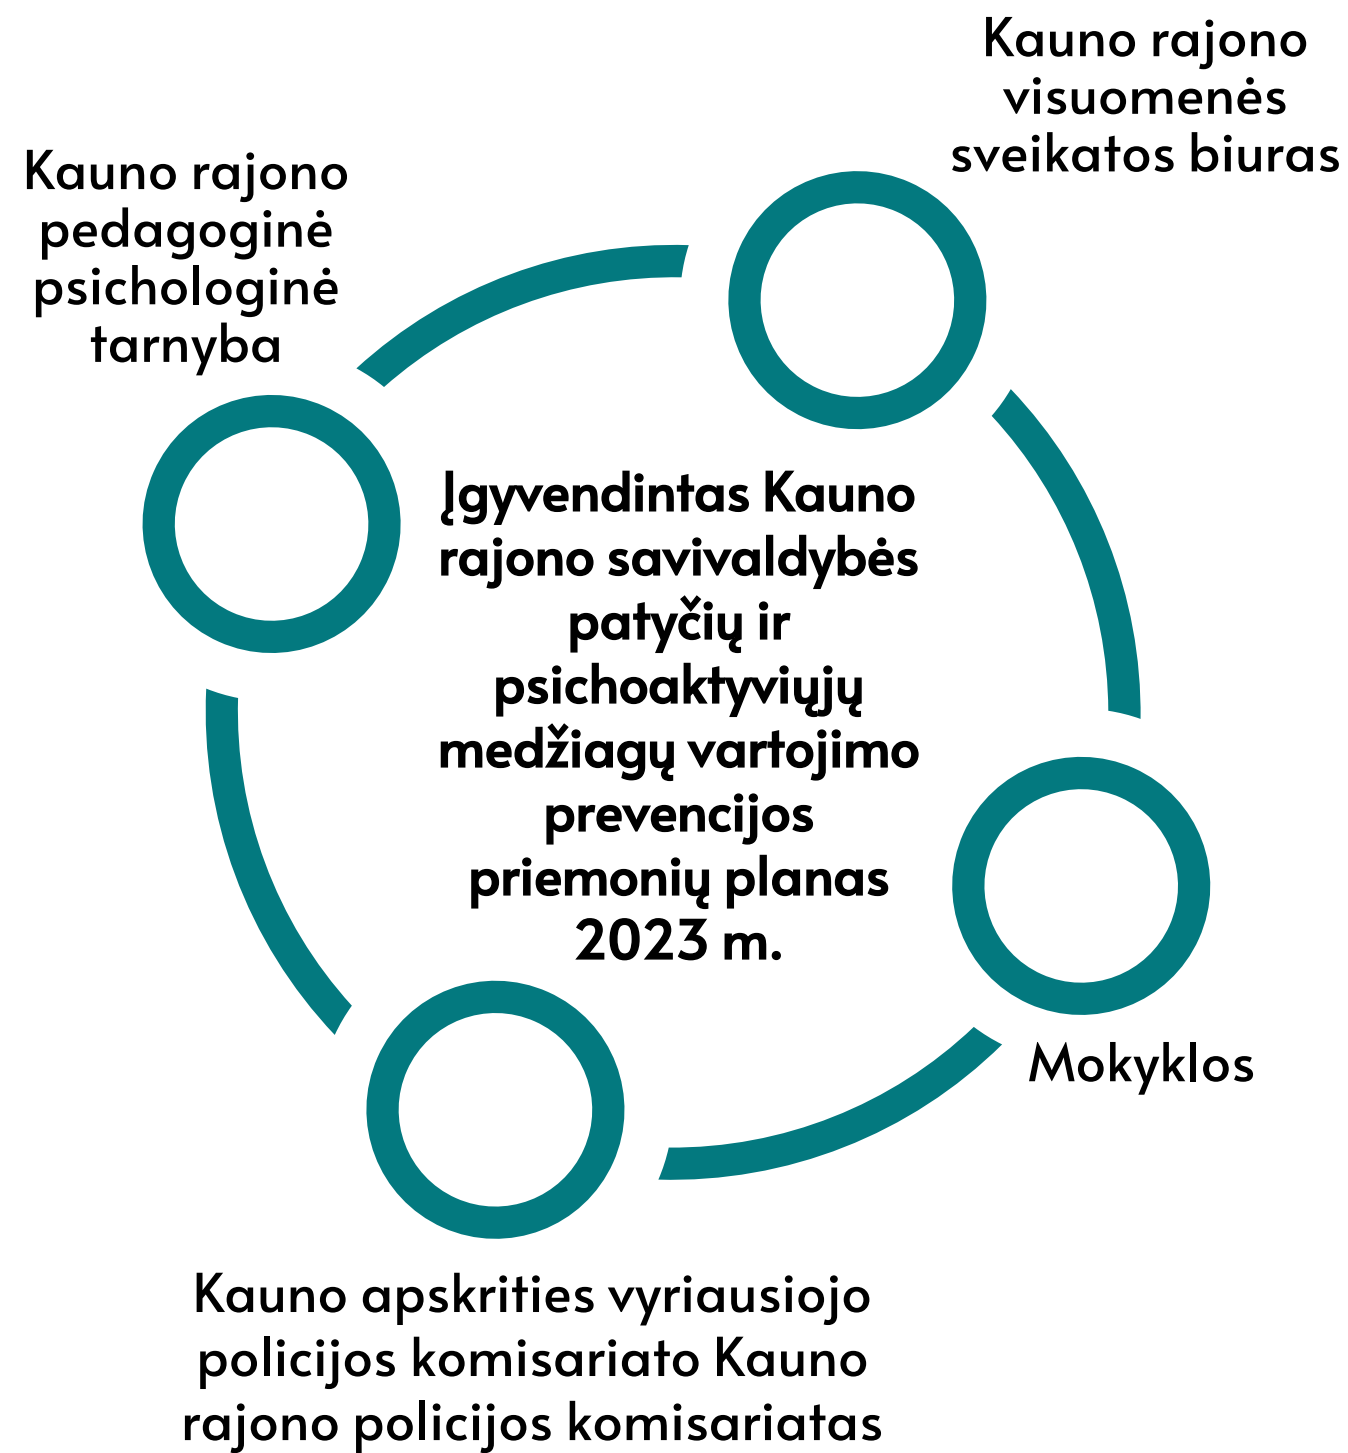 Kauno rajono
visuomenės
sveikatos biuras
Kauno rajono
pedagoginė
psichologinė
tarnyba
Įgyvendintas Kauno
rajono savivaldybės
patyčių ir
psichoaktyviųjų
medžiagų vartojimo
prevencijos
priemonių planas
2023 m.
Mokyklos
Kauno apskrities vyriausiojo
policijos komisariato Kauno
rajono policijos komisariatas